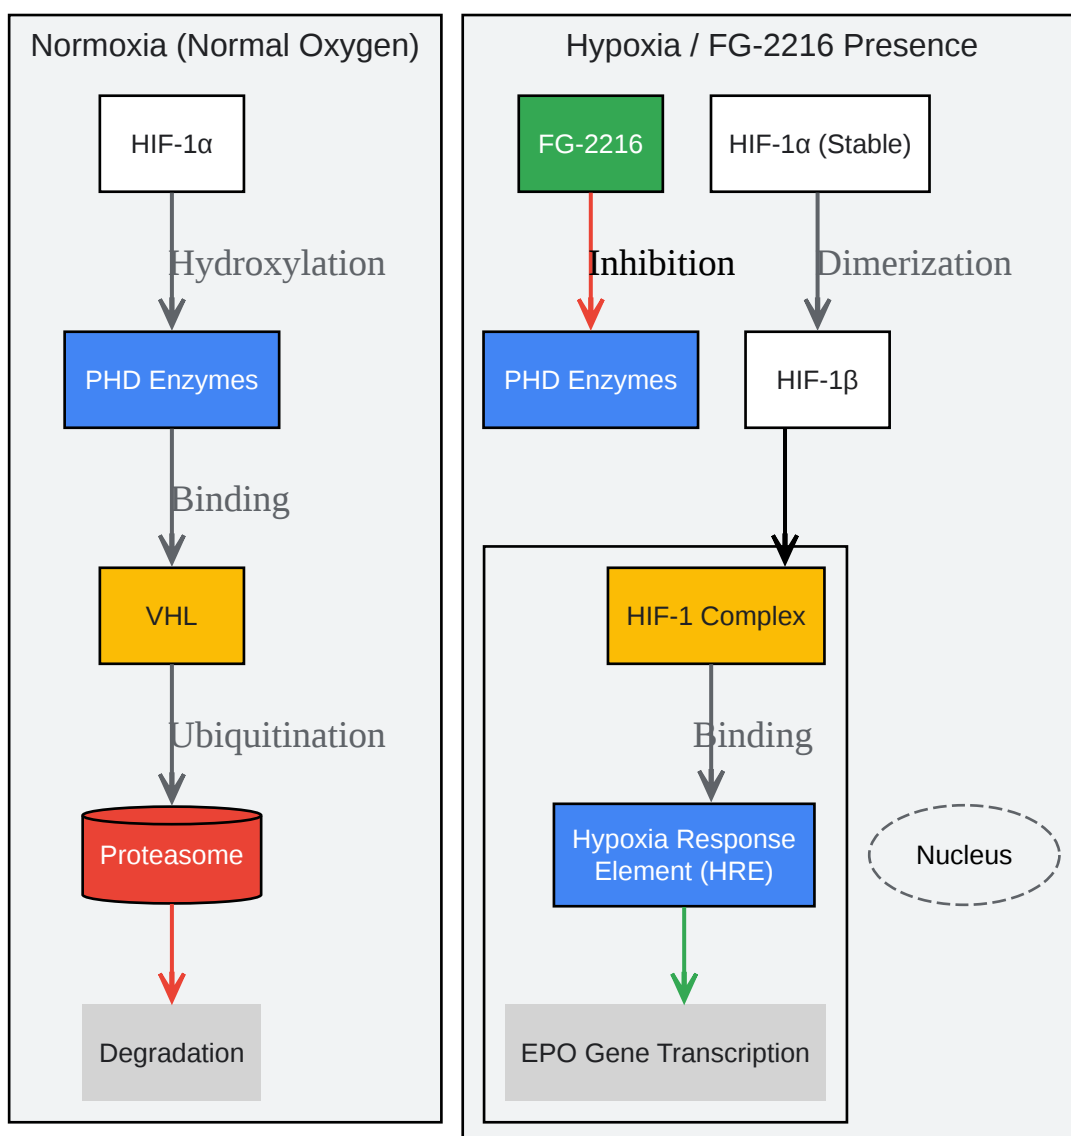 Normoxia (Normal Oxygen)
HIF-1α
Hydroxylation
PHD Enzymes
Binding
VHL
Ubiquitination
Proteasome
Degradation
Hypoxia / FG-2216 Presence
FG-2216
HIF-1α (Stable)
Inhibition
Dimerization
PHD Enzymes
HIF-1β
HIF-1 Complex
Binding
Hypoxia Response
Element (HRE)
Nucleus
EPO Gene Transcription